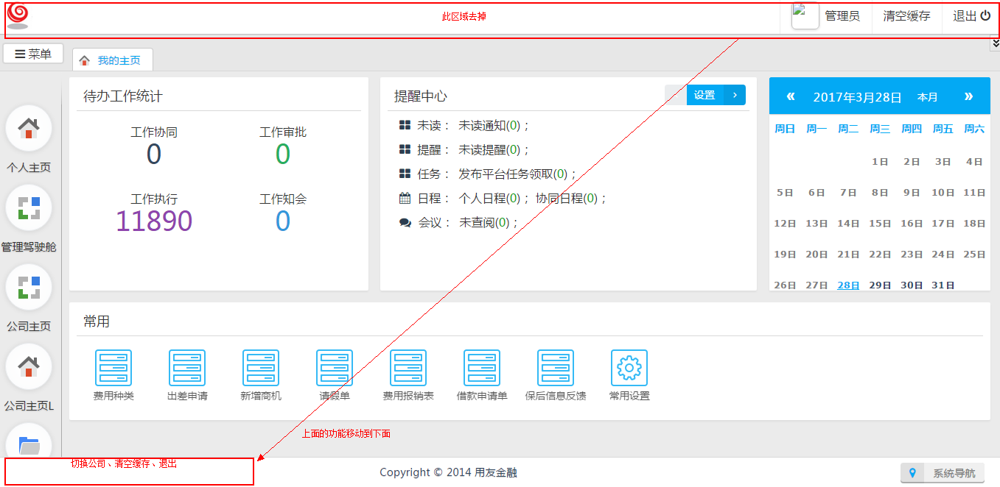 此区域去掉
管理员 清空缓存 退出
菜单 我的主页
待办工作统计
工作协同 工作审批
0 0
工作执行 工作知会
11890 0
提醒中心 设置 ›
未读： 未读通知(0)；
提醒： 未读提醒(0)；
任务： 发布平台任务领取(0)；
日程： 个人日程(0)； 协同日程(0)；
会议： 未查阅(0)；
« 2017年3月28日 本月 »
周日 周一 周二 周三 周四 周五 周六
1日 2日 3日 4日
5日 6日 7日 8日 9日 10日 11日
12日 13日 14日 15日 16日 17日 18日
19日 20日 21日 22日 23日 24日 25日
26日 27日 28日 29日 30日 31日
个人主页
管理驾驶舱
公司主页
公司主页L
常用
费用种类 出差申请 新增商机 请假单 费用报销表 借款申请单 保后信息反馈 常用设置
上面的功能移动到下面
切换公司、清空缓存、退出
Copyright © 2014 用友金融
系统导航